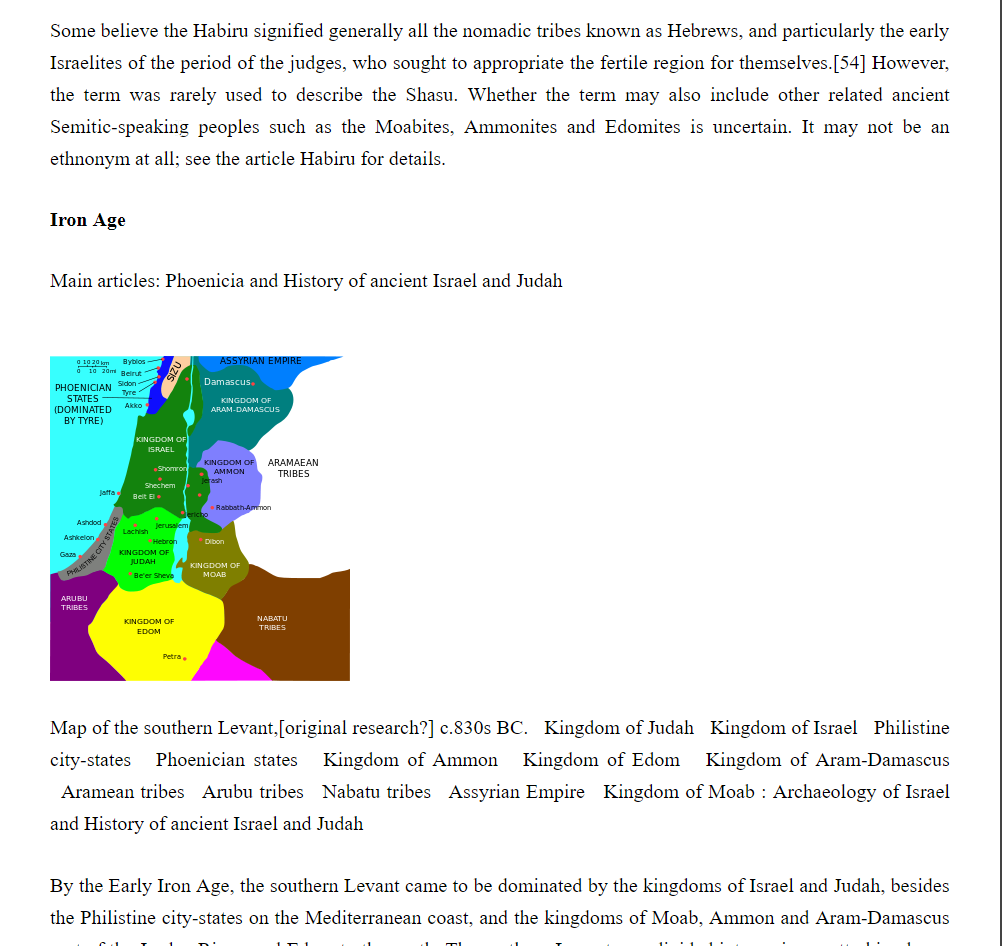 Some believe the Habiru signified generally all the nomadic tribes known as Hebrews, and particularly the early
Israelites of the period of the judges, who sought to appropriate the fertile region for themselves.[54] However,
the term was rarely used to describe the Shasu. Whether the term may also include other related ancient
Semitic-speaking peoples such as the Moabites, Ammonites and Edomites is uncertain. It may not be an
ethnonym at all; see the article Habiru for details.
Iron Age
Main articles: Phoenicia and History of ancient Israel and Judah
0 10 20 km
0 10 20mi
Byblos
Beirut
Sidon
Tyre
Akko
SIZU
ASSYRIAN EMPIRE
PHOENICIAN
STATES
(DOMINATED
BY TYRE)
Damascus
KINGDOM OF
ARAM-DAMASCUS
KINGDOM OF
ISRAEL
Shomron
Shechem
Beit El
Jaffa
KINGDOM OF
AMMON
Jerash
Rabbath-Ammon
ARAMAEAN
TRIBES
Jericho
Jerusalem
Ashdod
Ashkelon
Gaza
PHILISTINE CITY-STATES
Lachish
Hebron
KINGDOM OF
JUDAH
Be'er Sheva
Dibon
KINGDOM OF
MOAB
ARUBU
TRIBES
KINGDOM OF
EDOM
NABATU
TRIBES
Petra
Map of the southern Levant,[original research?] c.830s BC. Kingdom of Judah Kingdom of Israel Philistine
city-states Phoenician states Kingdom of Ammon Kingdom of Edom Kingdom of Aram-Damascus
Aramean tribes Arubu tribes Nabatu tribes Assyrian Empire Kingdom of Moab : Archaeology of Israel
and History of ancient Israel and Judah
By the Early Iron Age, the southern Levant came to be dominated by the kingdoms of Israel and Judah, besides
the Philistine city-states on the Mediterranean coast, and the kingdoms of Moab, Ammon and Aram-Damascus